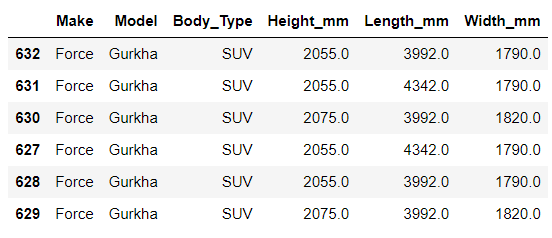 Make Model Body_Type Height_mm Length_mm Width_mm
632 Force Gurkha SUV 2055.0 3992.0 1790.0
631 Force Gurkha SUV 2055.0 4342.0 1790.0
630 Force Gurkha SUV 2075.0 3992.0 1820.0
627 Force Gurkha SUV 2055.0 4342.0 1790.0
628 Force Gurkha SUV 2055.0 3992.0 1790.0
629 Force Gurkha SUV 2075.0 3992.0 1820.0